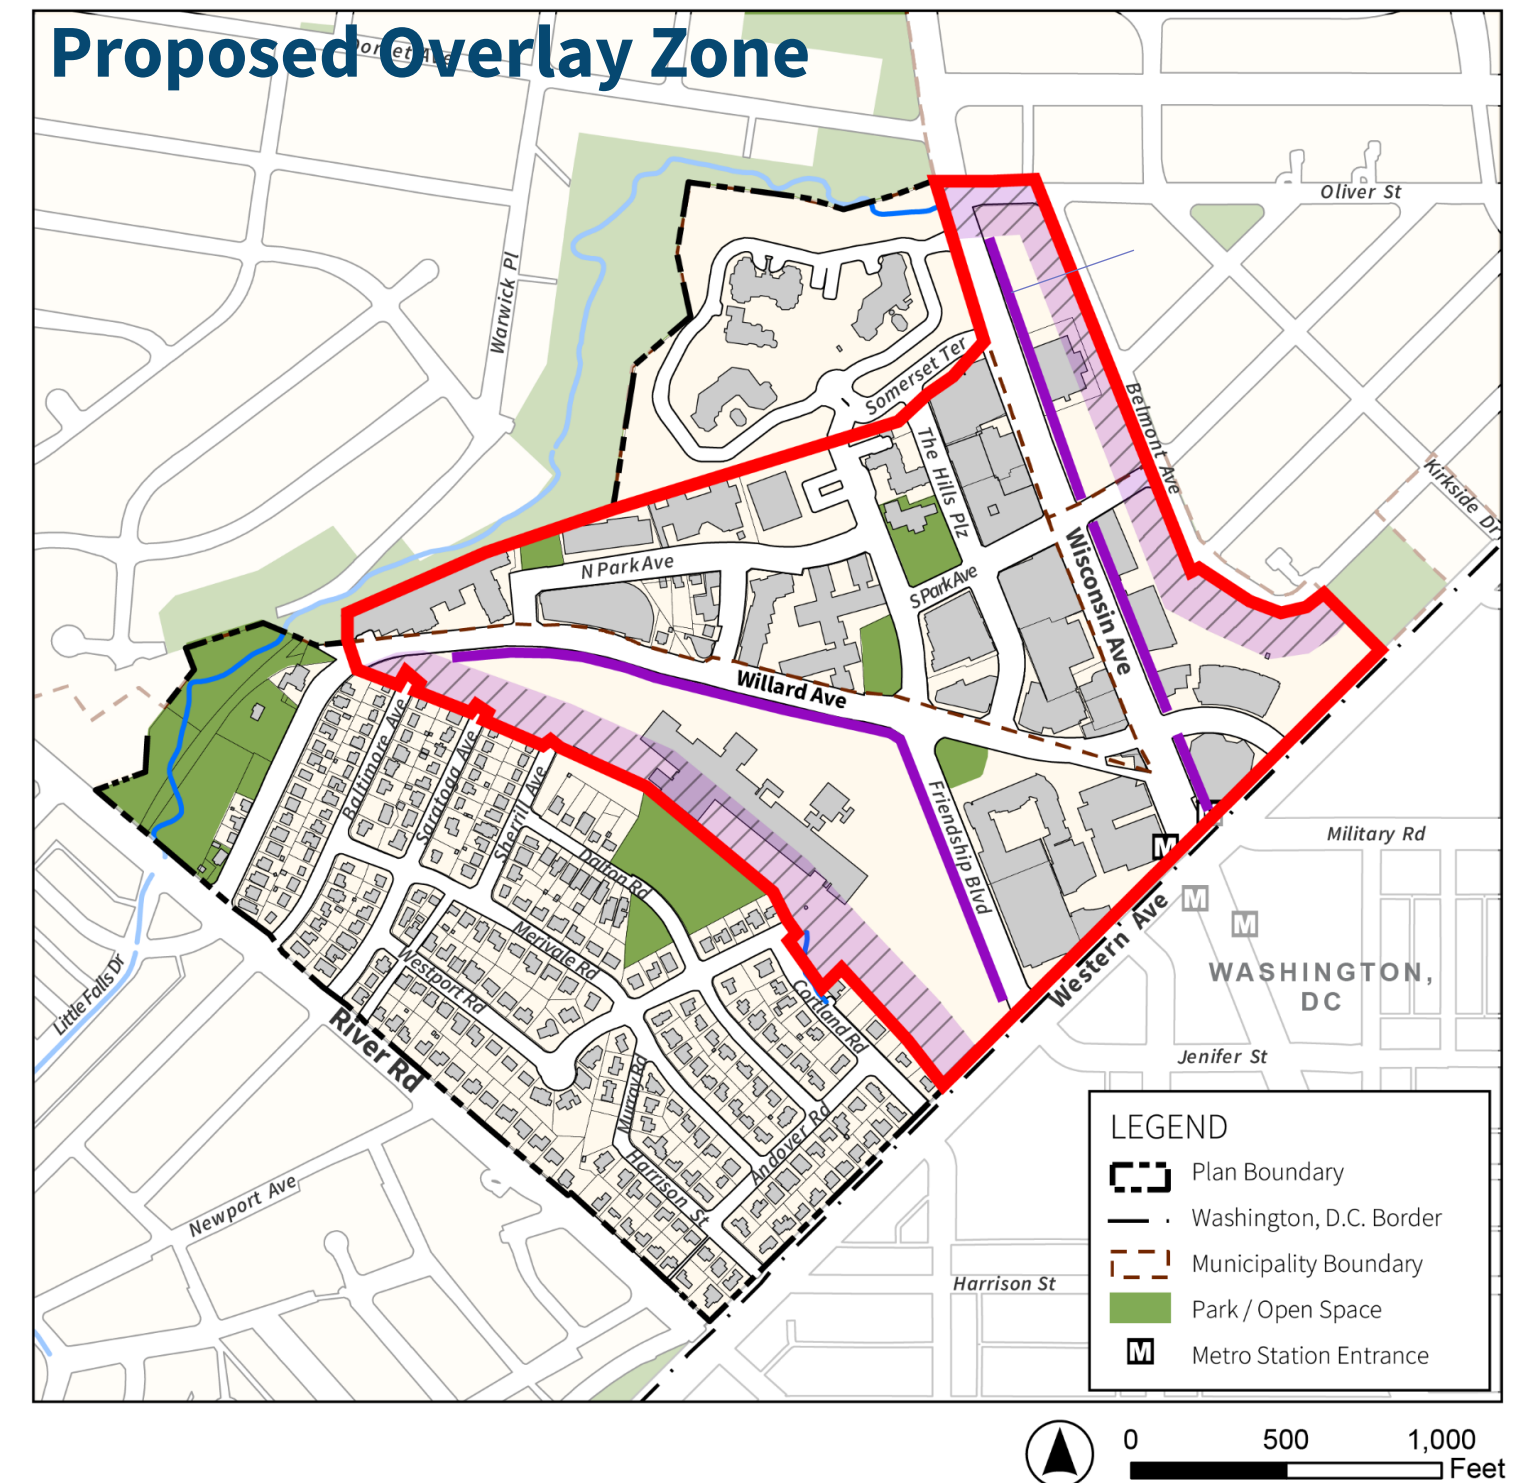 Proposed Overlay Zone
Dorset Ave
Oliver St
Warwick Pl
Somerset Ter
Belmont Ave
The Hills Plz
Kirkside Dr
N Park Ave
S Park Ave
Wisconsin Ave
Willard Ave
Baltimore Ave
Saratoga Ave
Sherrill Ave
Friendship Blvd
Military Rd
M
M
M
Dalton Rd
Merivale Rd
Westport Rd
Western Ave
WASHINGTON,
DC
Little Falls Dr
River Rd
Cortland Rd
Jenifer St
Murray Rd
Andover Rd
Harrison St
Newport Ave
Harrison St
LEGEND
Plan Boundary
Washington, D.C. Border
Municipality Boundary
Park / Open Space
M
Metro Station Entrance
0 500 1,000
Feet